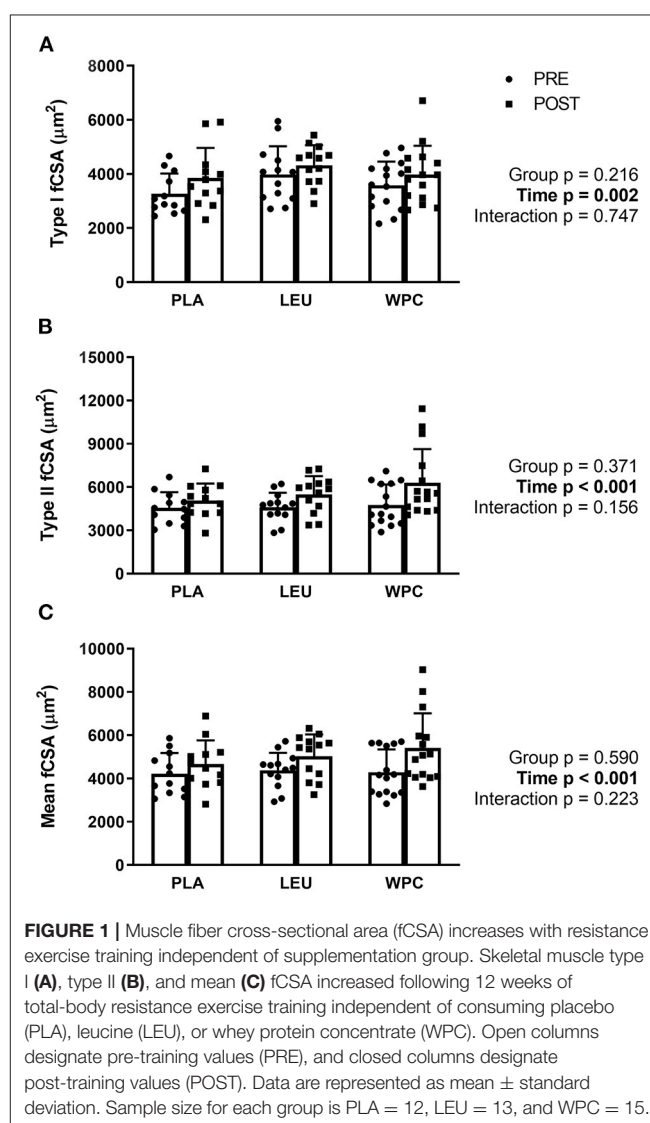 A
8000
6000
4000
2000
0
Type I fCSA (μm²)
PLA
LEU
WPC
PRE
POST
Group p = 0.216
Time p = 0.002
Interaction p = 0.747
B
15000
12000
9000
6000
3000
0
Type II fCSA (μm²)
PLA
LEU
WPC
Group p = 0.371
Time p < 0.001
Interaction p = 0.156
C
10000
8000
6000
4000
2000
0
Mean fCSA (μm²)
PLA
LEU
WPC
Group p = 0.590
Time p < 0.001
Interaction p = 0.223
FIGURE 1 | Muscle fiber cross-sectional area (fCSA) increases with resistance
exercise training independent of supplementation group. Skeletal muscle type
I (A), type II (B), and mean (C) fCSA increased following 12 weeks of
total-body resistance exercise training independent of consuming placebo
(PLA), leucine (LEU), or whey protein concentrate (WPC). Open columns
designate pre-training values (PRE), and closed columns designate
post-training values (POST). Data are represented as mean ± standard
deviation. Sample size for each group is PLA = 12, LEU = 13, and WPC = 15.